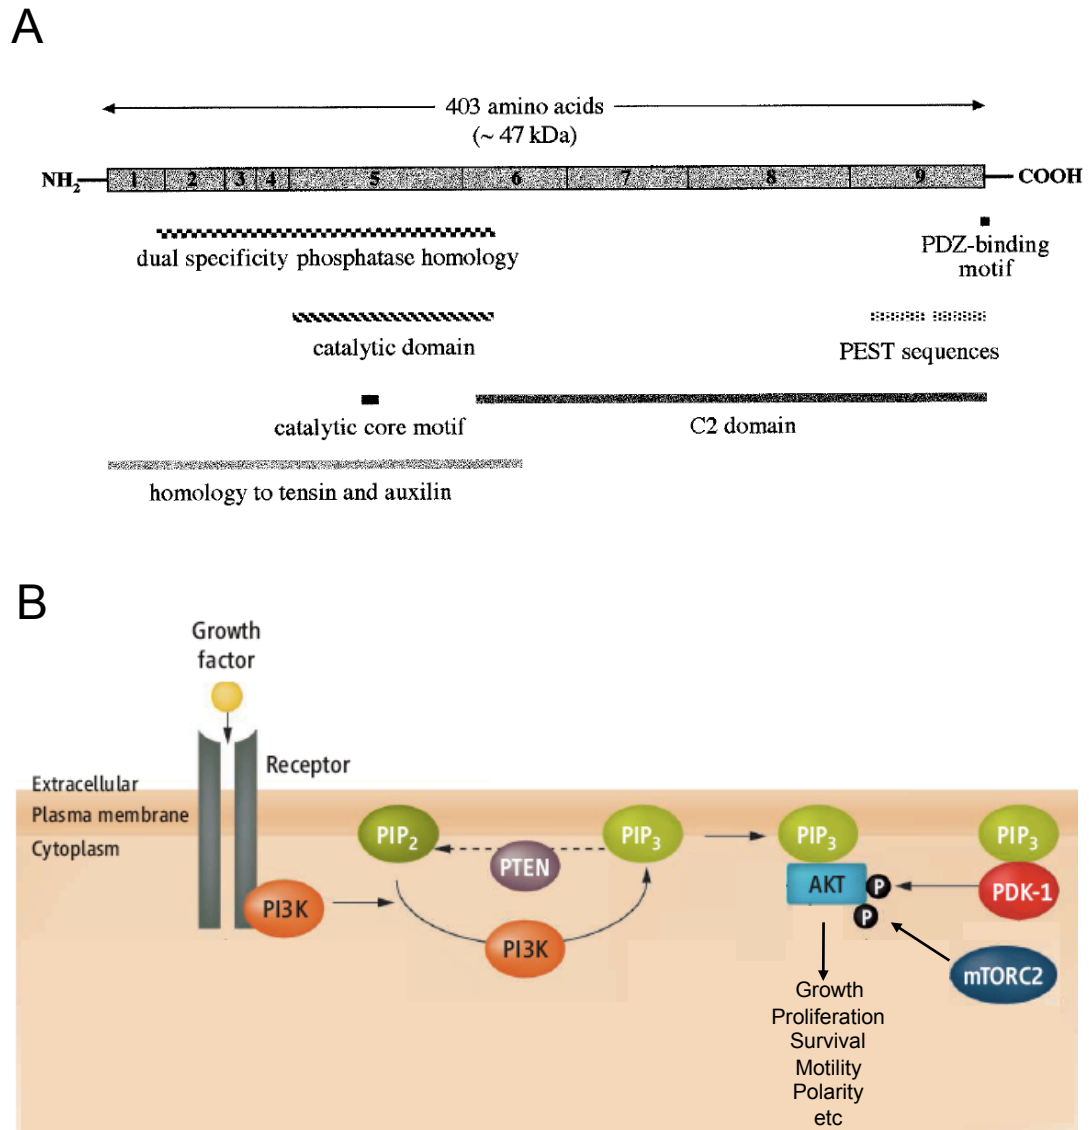 A
403 amino acids
(~ 47 kDa)
NH2 1 2 3 4 5 6 7 8 9 COOH
dual specificity phosphatase homology
PDZ-binding
motif
catalytic domain
PEST sequences
catalytic core motif
C2 domain
homology to tensin and auxilin
B
Growth
factor
Receptor
Extracellular
Plasma membrane
Cytoplasm
PIP2
PTEN
PIP3
PIP3
PIP3
AKT
P
P
PDK-1
PI3K
PI3K
mTORC2
Growth
Proliferation
Survival
Motility
Polarity
etc